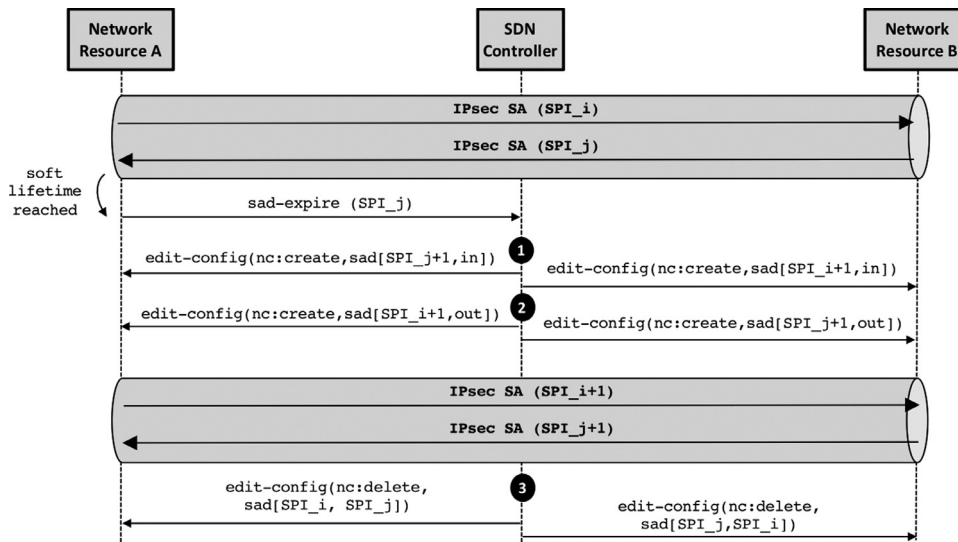 Network
Resource A
SDN
Controller
Network
Resource B
IPsec SA (SPI_i)
IPsec SA (SPI_j)
soft
lifetime
reached
sad-expire (SPI_j)
1
edit-config(nc:create,sad[SPI_j+1,in])
edit-config(nc:create,sad[SPI_i+1,in])
2
edit-config(nc:create,sad[SPI_i+1,out])
edit-config(nc:create,sad[SPI_j+1,out])
IPsec SA (SPI_i+1)
IPsec SA (SPI_j+1)
3
edit-config(nc:delete,
sad[SPI_i, SPI_j])
edit-config(nc:delete,
sad[SPI_j,SPI_i])